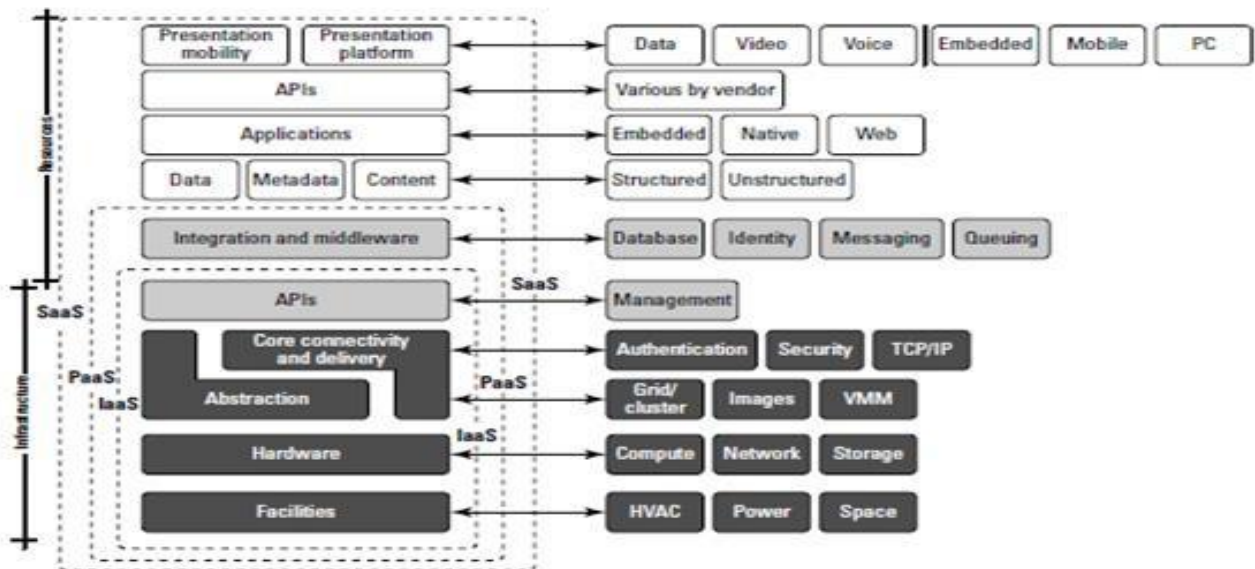 Presentation mobility
Presentation platform
Data
Video
Voice
Embedded
Mobile
PC
APIs
Various by vendor
Applications
Embedded
Native
Web
Data
Metadata
Content
Structured
Unstructured
Resources
Integration and middleware
Database
Identity
Messaging
Queuing
SaaS
APIs
Management
SaaS
Core connectivity and delivery
Authentication
Security
TCP/IP
PaaS
IaaS
Abstraction
PaaS
Grid/cluster
Images
VMM
Infrastructure
Hardware
IaaS
Compute
Network
Storage
Facilities
HVAC
Power
Space